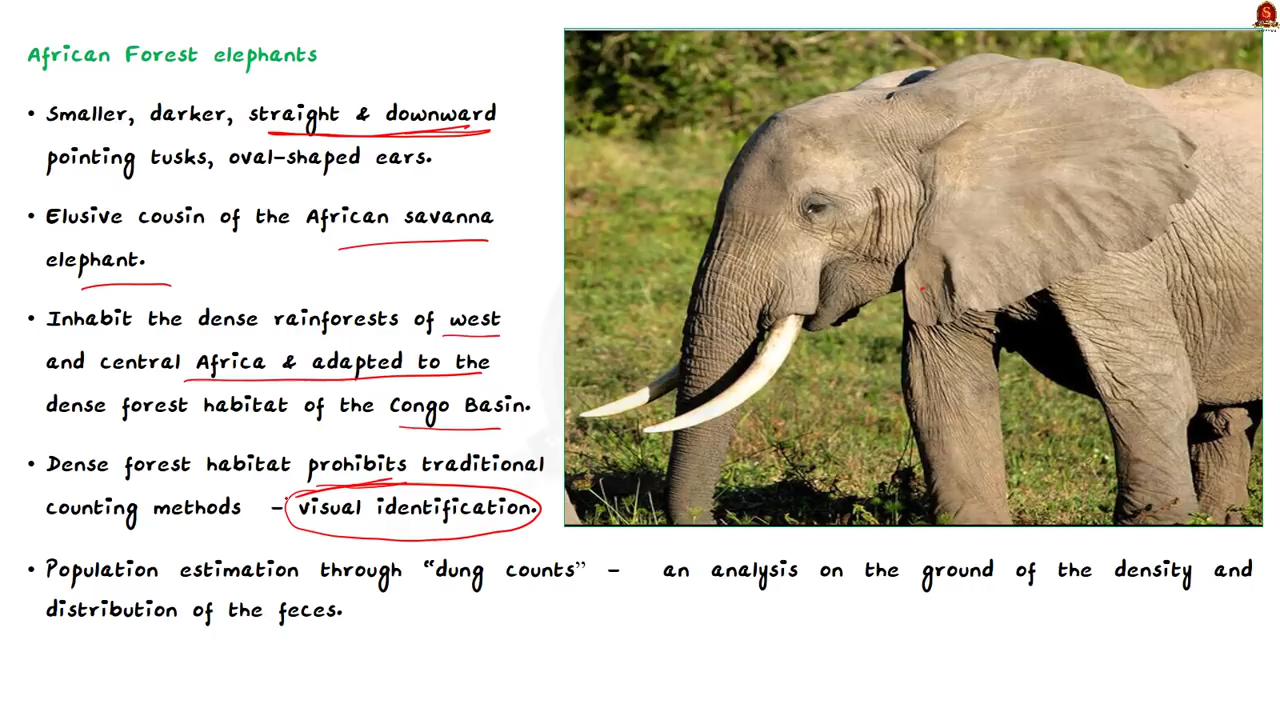 African Forest elephants
• Smaller, darker, straight & downward
pointing tusks, oval-shaped ears.
• Elusive cousin of the African savanna
elephant.
• Inhabit the dense rainforests of west
and central Africa & adapted to the
dense forest habitat of the Congo Basin.
• Dense forest habitat prohibits traditional
counting methods - visual identification.
• Population estimation through “dung counts” - an analysis on the ground of the density and
distribution of the feces.